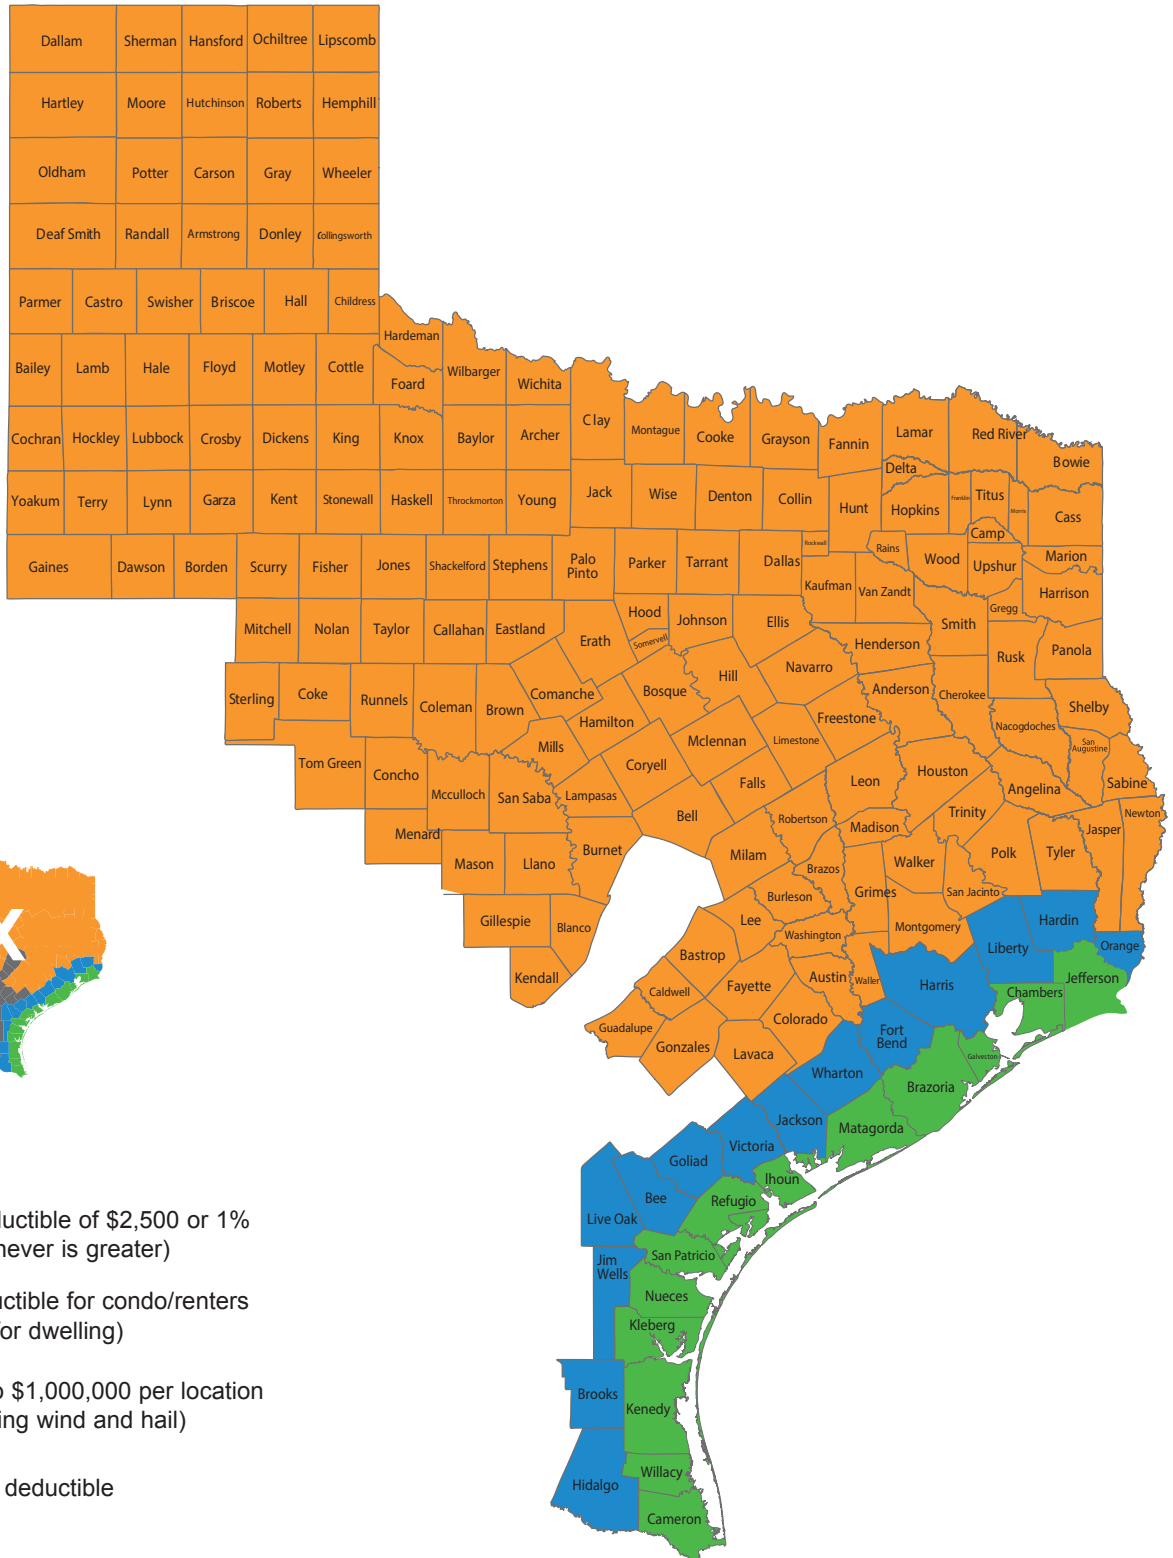 Dallam Sherman Hansford Ochiltree Lipscomb
Hartley Moore Hutchinson Roberts Hemphill
Oldham Potter Carson Gray Wheeler
Deaf Smith Randall Armstrong Donley Collingsworth
Parmer Castro Swisher Briscoe Hall Childress
Hardeman
Bailey Lamb Hale Floyd Motley Cottle Foard Wilbarger Wichita
Clay Montague Cooke Grayson Fannin Lamar Red River Bowie
Cochran Hockley Lubbock Crosby Dickens King Knox Baylor Archer
Delta
Yoakum Terry Lynn Garza Kent Stonewall Haskell Throckmorton Young Jack Wise Denton Collin Hunt Hopkins Franklin Titus Morris Cass
Camp
Rockwall Rains Wood Upshur Marion
Gaines Dawson Borden Scurry Fisher Jones Shackelford Stephens Palo
Pinto
Parker Tarrant Dallas Kaufman Van Zandt Harrison
Gregg
Mitchell Nolan Taylor Callahan Eastland Erath Hood Johnson Ellis Smith
Somervell
Henderson Rusk Panola
Sterling Coke Runnels Coleman Brown Comanche Bosque Hill Navarro Anderson Cherokee Shelby
Hamilton Freestone Nacogdoches
Mills Mclennan Limestone
San
Augustine
Tom Green Concho Coryell Falls Leon Houston Angelina Sabine
Mcculloch San Saba Lampasas Bell Robertson Madison Trinity Jasper Newton
Menard Burnet Milam Brazos Walker Polk Tyler
Mason Llano Burleson Grimes San Jacinto
Gillespie Blanco Lee Washington Montgomery Liberty Hardin Orange
Kendall Bastrop Fayette Austin Waller Harris Chambers Jefferson
Caldwell Colorado
Guadalupe Gonzales Lavaca Fort
Bend
Galveston
Wharton Brazoria
Jackson Matagorda
Victoria
Goliad
lhoun
Bee Refugio
Live Oak
San Patricio
Jim
Wells
Nueces
Kleberg
Brooks Kenedy
Willacy
Hidalgo
Cameron
X
uctible of $2,500 or 1%
never is greater)
uctible for condo/renters
for dwelling)
o $1,000,000 per location
ing wind and hail)
deductible